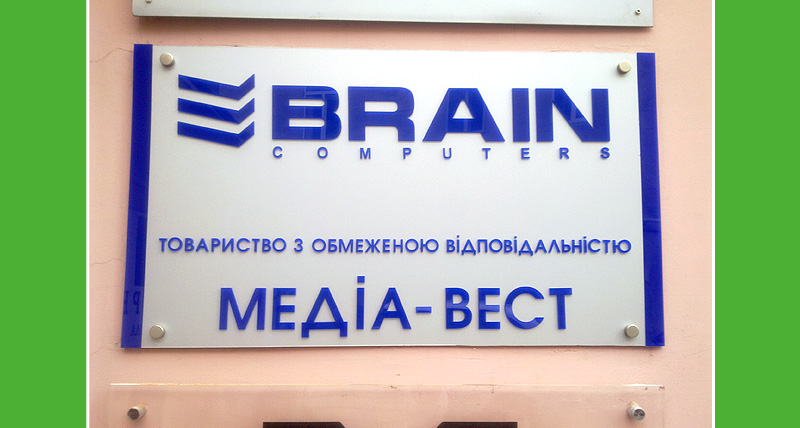 BRAIN
COMPUTERS
ТОВАРИСТВО З ОБМЕЖЕНОЮ ВІДПОВІДАЛЬНІСТЮ
МЕДІА-ВЕСТ